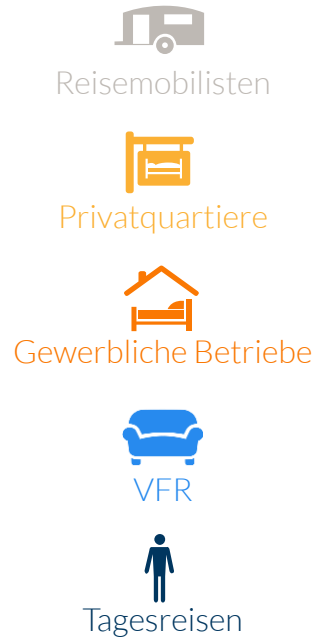 Reisemobilisten
Privatquartiere
Gewerbliche Betriebe
VFR
Tagesreisen